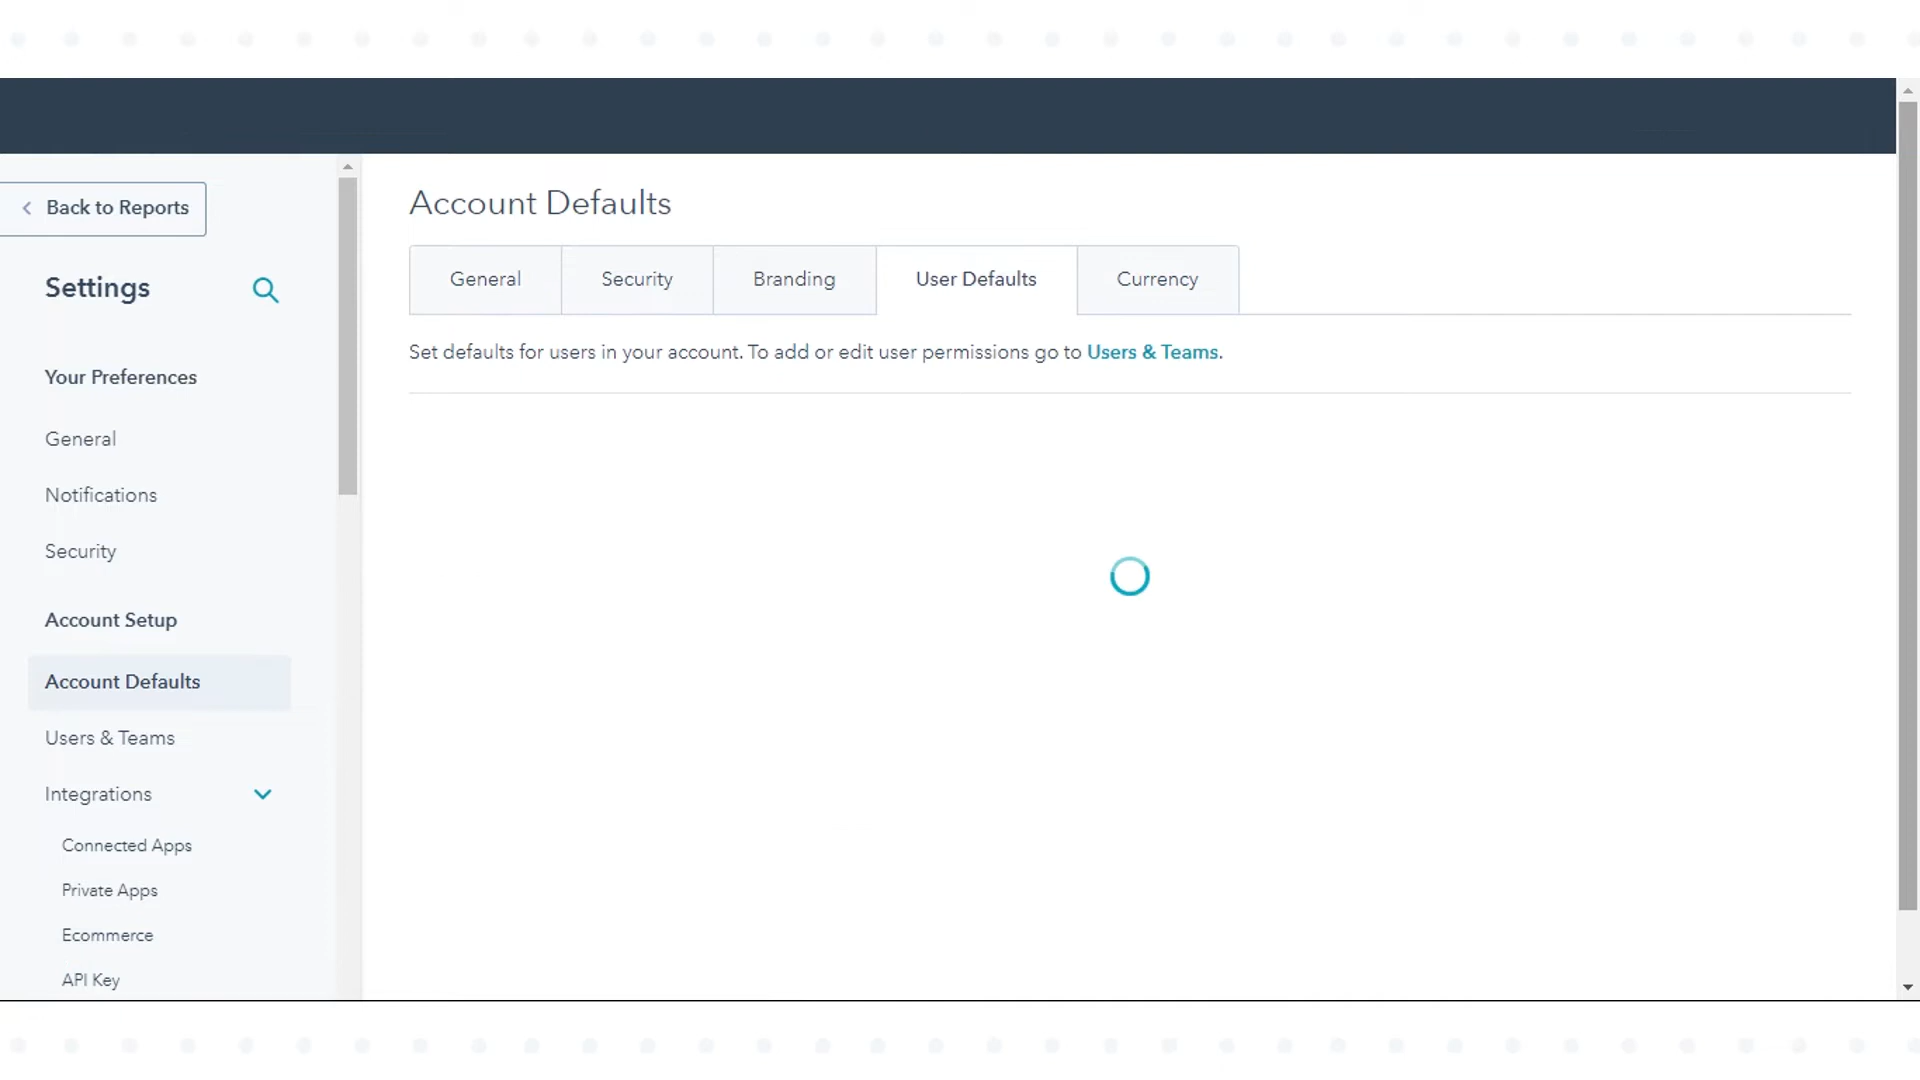 Back to Reports
Settings
Your Preferences
General
Notifications
Security
Account Setup
Account Defaults
Users & Teams
Integrations
Connected Apps
Private Apps
Ecommerce
API Key
Account Defaults
General
Security
Branding
User Defaults
Currency
Set defaults for users in your account. To add or edit user permissions go to Users & Teams.